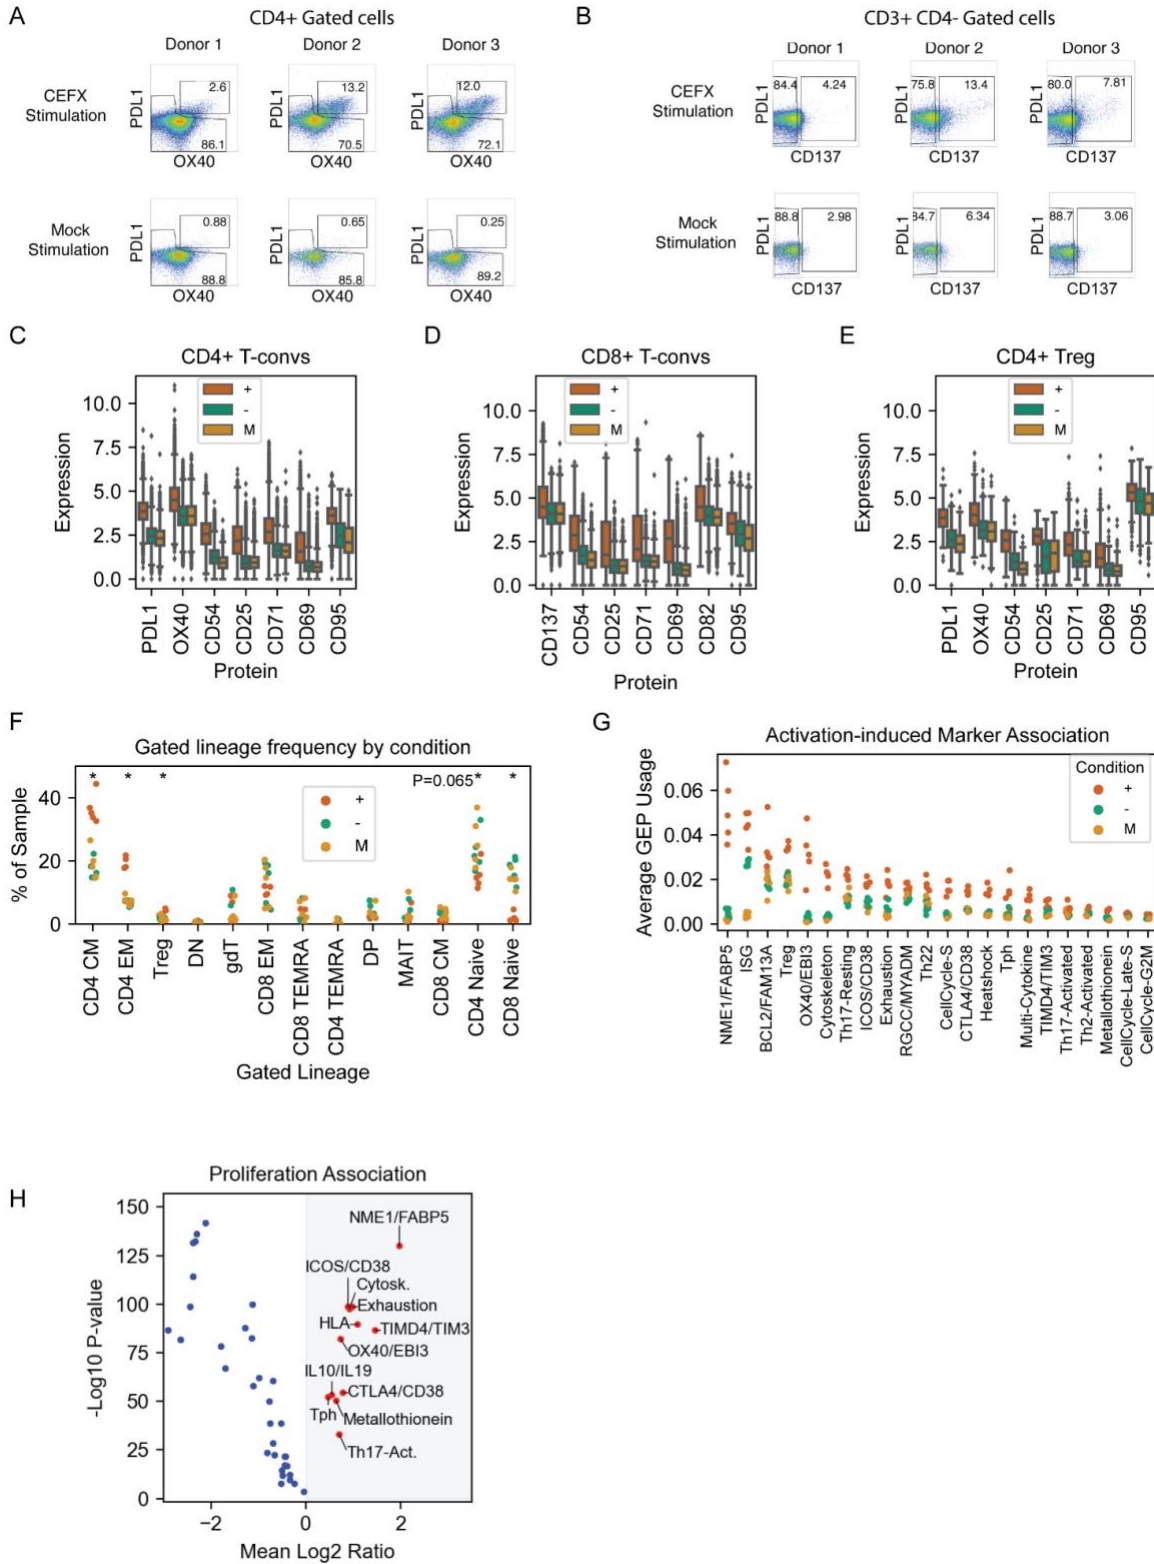 A
CD4+ Gated cells
Donor 1 Donor 2 Donor 3
CEFX
Stimulation
PDL1 2.6 86.1 OX40
PDL1 13.2 70.5 OX40
PDL1 12.0 72.1 OX40
Mock
Stimulation
PDL1 0.88 88.8 OX40
PDL1 0.65 85.8 OX40
PDL1 0.25 89.2 OX40
B
CD3+ CD4- Gated cells
Donor 1 Donor 2 Donor 3
CEFX
Stimulation
PDL1 84.4 4.24 CD137
PDL1 75.8 13.4 CD137
PDL1 80.0 7.81 CD137
Mock
Stimulation
PDL1 88.8 2.98 CD137
PDL1 84.7 6.34 CD137
PDL1 88.7 3.06 CD137
C
CD4+ T-convs
+
-
M
Expression
10.0
7.5
5.0
2.5
0.0
PDL1 OX40 CD54 CD25 CD71 CD69 CD95
Protein
D
CD8+ T-convs
+
-
M
Expression
10.0
7.5
5.0
2.5
0.0
CD137 CD54 CD25 CD71 CD69 CD82 CD95
Protein
E
CD4+ Treg
+
-
M
Expression
10.0
7.5
5.0
2.5
0.0
PDL1 OX40 CD54 CD25 CD71 CD69 CD95
Protein
F
Gated lineage frequency by condition
* * * P=0.065* *
+
-
M
% of Sample
40
20
0
CD4 CM CD4 EM Treg DN gdT CD8 EM CD8 TEMRA CD4 TEMRA DP MAIT CD8 CM CD4 Naive CD8 Naive
Gated Lineage
G
Activation-induced Marker Association
Condition
+
-
M
Average GEP Usage
0.06
0.04
0.02
0.00
NME1/FABP5 ISG BCL2/FAM13A Treg OX40/EBI3 Cytoskeleton Th17-Resting ICOS/CD38 Exhaustion RGCC/MYADM Th22 CellCycle-S CTLA4/CD38 Heatshock Tph Multi-Cytokine TIMD4/TIM3 Th17-Activated Th2-Activated Metallothionein CellCycle-Late-S CellCycle-G2M
H
Proliferation Association
-Log10 P-value
150
125
100
75
50
25
0
NME1/FABP5
ICOS/CD38
Cytosk.
Exhaustion
HLA TIMD4/TIM3
OX40/EBI3
IL10/IL19
CTLA4/CD38
Tph Metallothionein
Th17-Act.
−2 0 2
Mean Log2 Ratio